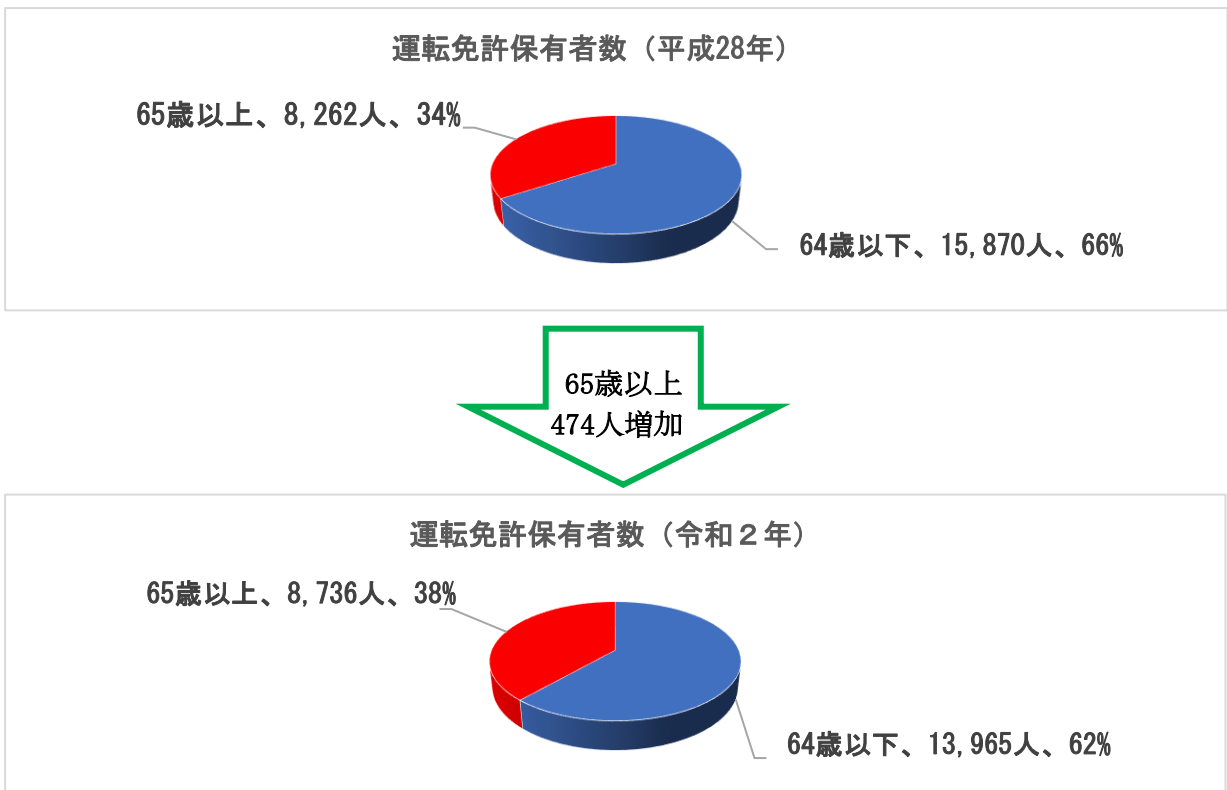 運転免許保有者数（平成28年）
65歳以上、8,262人、34%
64歳以下、15,870人、66%
65歳以上
474人増加
運転免許保有者数（令和２年）
65歳以上、8,736人、38%
64歳以下、13,965人、62%